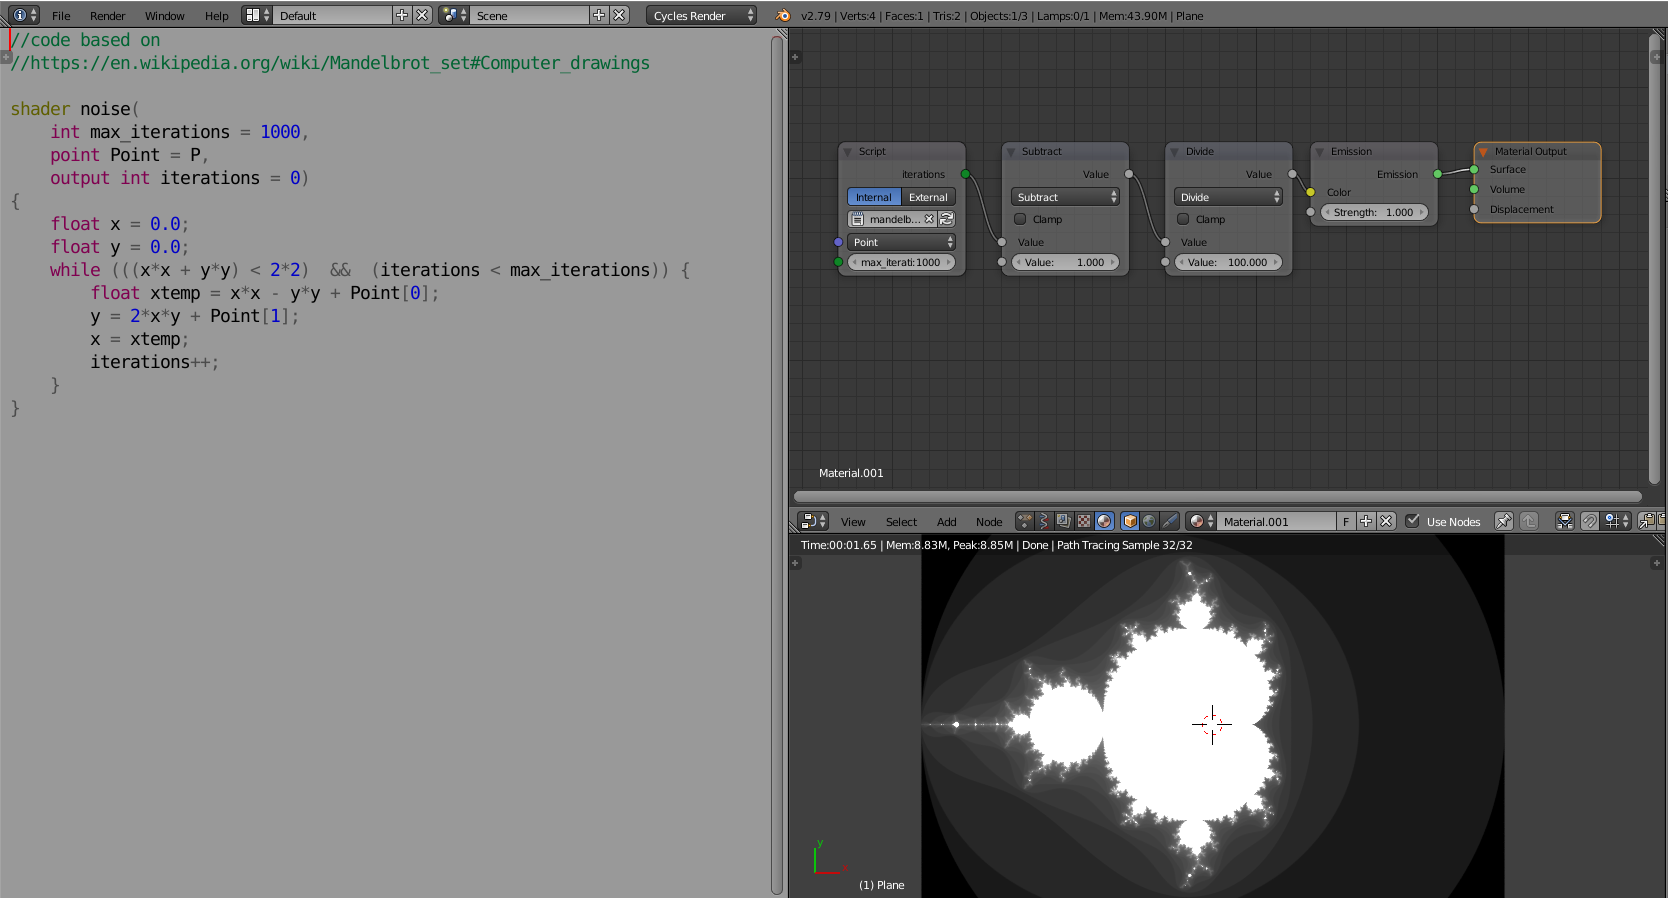 File Render Window Help Default Scene Cycles Render v2.79 | Verts:4 | Faces:1 | Tris:2 | Objects:1/3 | Lamps:0/1 | Mem:43.90M | Plane
//code based on
//https://en.wikipedia.org/wiki/Mandelbrot_set#Computer_drawings
shader noise(
    int max_iterations = 1000,
    point Point = P,
    output int iterations = 0)
{
    float x = 0.0;
    float y = 0.0;
    while (((x*x + y*y) < 2*2)  &&  (iterations < max_iterations)) {
        float xtemp = x*x - y*y + Point[0];
        y = 2*x*y + Point[1];
        x = xtemp;
        iterations++;
    }
}
Script
iterations
Internal External
mandelb...
Point
max_iterati: 1000
Subtract
Value
Subtract
Clamp
Value
Value: 1.000
Divide
Value
Divide
Clamp
Value
Value: 100.000
Emission
Emission
Color
Strength: 1.000
Material Output
Surface
Volume
Displacement
Material.001
View Select Add Node Material.001 F Use Nodes
Time:00:01.65 | Mem:8.83M, Peak:8.85M | Done | Path Tracing Sample 32/32
y
x
(1) Plane